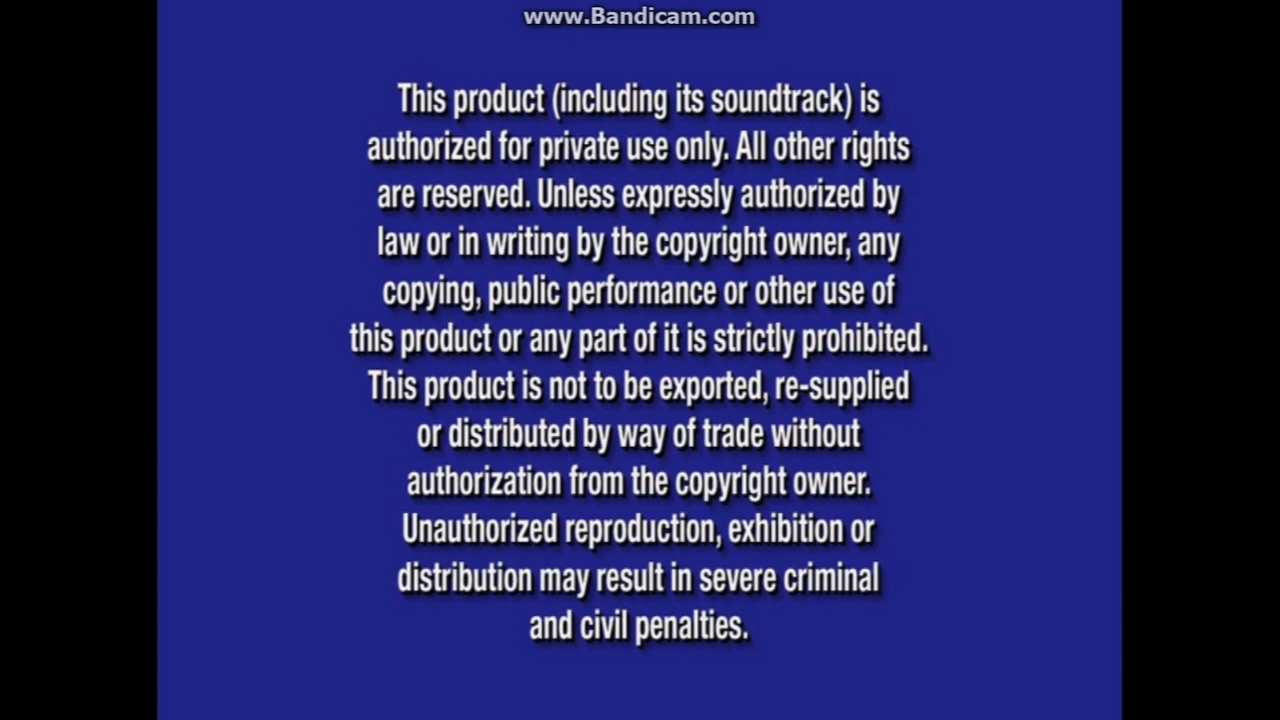 www.Bandicam.com
This product (including its soundtrack) is
authorized for private use only. All other rights
are reserved. Unless expressly authorized by
law or in writing by the copyright owner, any
copying, public performance or other use of
this product or any part of it is strictly prohibited.
This product is not to be exported, re-supplied
or distributed by way of trade without
authorization from the copyright owner.
Unauthorized reproduction, exhibition or
distribution may result in severe criminal
and civil penalties.